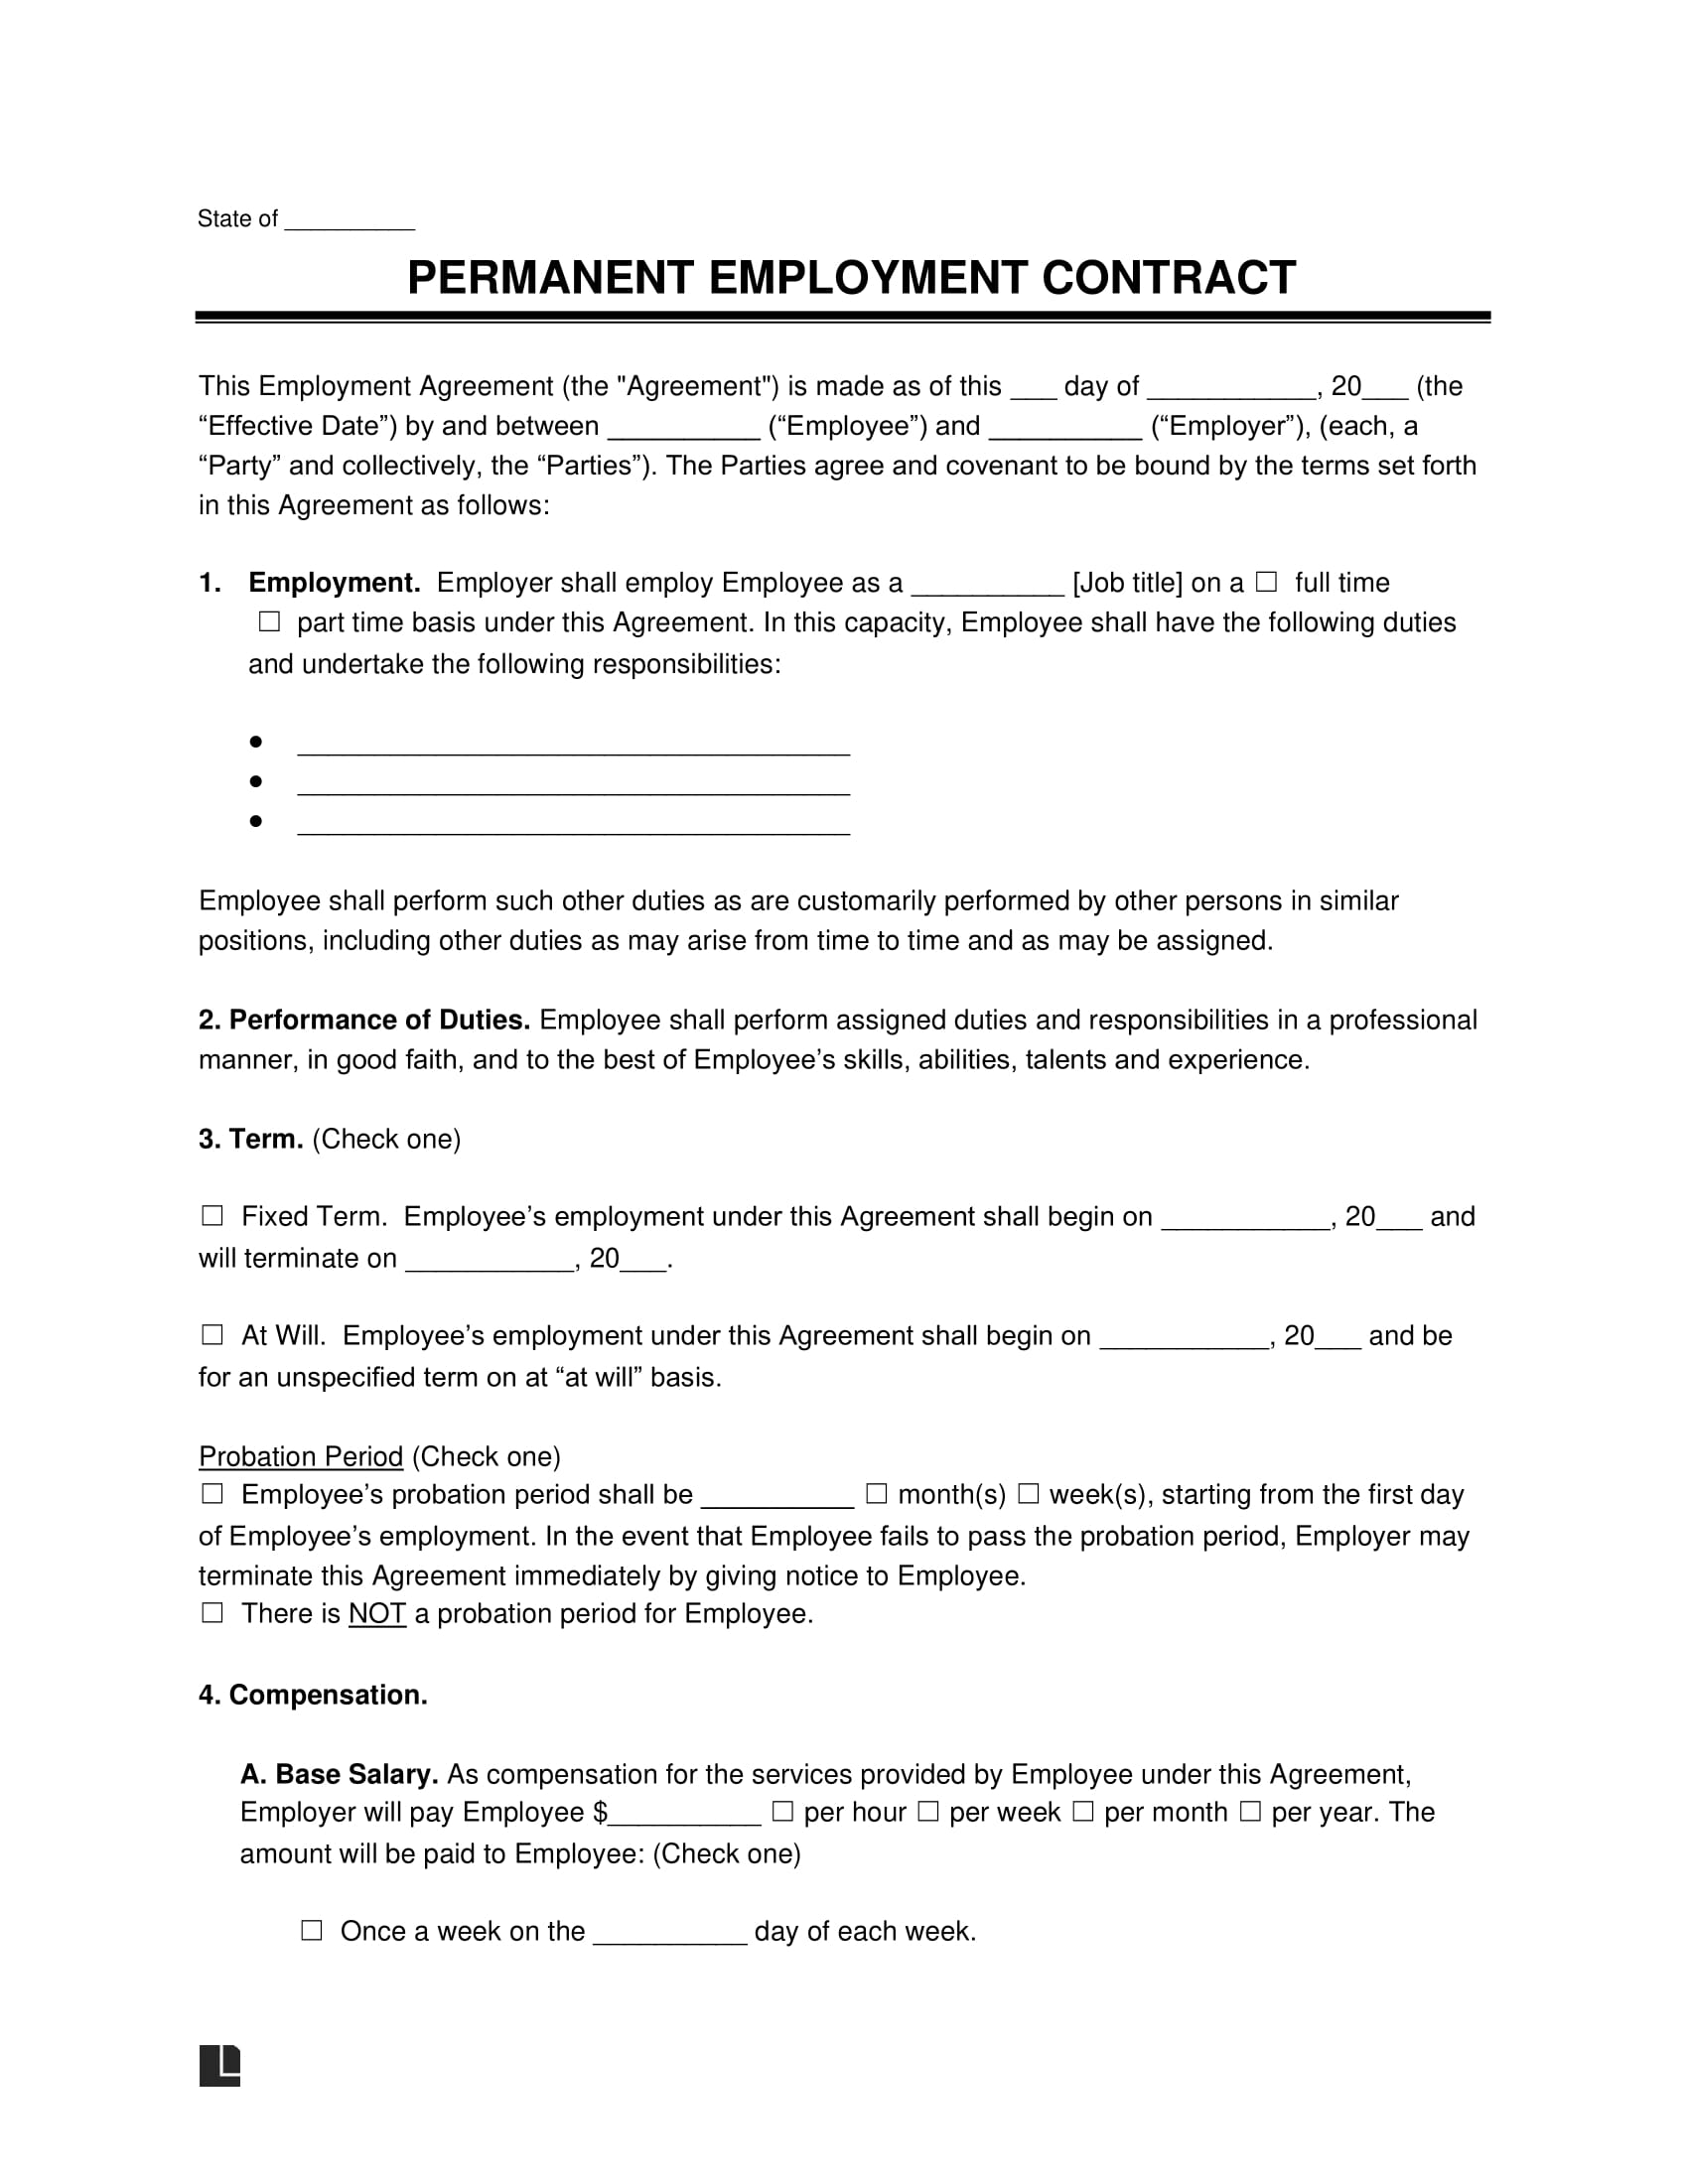 State of __________
PERMANENT EMPLOYMENT CONTRACT
This Employment Agreement (the "Agreement") is made as of this ___ day of ___________, 20___ (the
“Effective Date”) by and between __________ (“Employee”) and __________ (“Employer”), (each, a
“Party” and collectively, the “Parties”). The Parties agree and covenant to be bound by the terms set forth
in this Agreement as follows:
1. Employment. Employer shall employ Employee as a __________ [Job title] on a ☐ full time
☐ part time basis under this Agreement. In this capacity, Employee shall have the following duties
and undertake the following responsibilities:
● ____________________________________
● ____________________________________
● ____________________________________
Employee shall perform such other duties as are customarily performed by other persons in similar
positions, including other duties as may arise from time to time and as may be assigned.
2. Performance of Duties. Employee shall perform assigned duties and responsibilities in a professional
manner, in good faith, and to the best of Employee’s skills, abilities, talents and experience.
3. Term. (Check one)
☐ Fixed Term. Employee’s employment under this Agreement shall begin on ___________, 20___ and
will terminate on ___________, 20___.
☐ At Will. Employee’s employment under this Agreement shall begin on ___________, 20___ and be
for an unspecified term on at “at will” basis.
Probation Period (Check one)
☐ Employee’s probation period shall be __________ ☐ month(s) ☐ week(s), starting from the first day
of Employee’s employment. In the event that Employee fails to pass the probation period, Employer may
terminate this Agreement immediately by giving notice to Employee.
☐ There is NOT a probation period for Employee.
4. Compensation.
A. Base Salary. As compensation for the services provided by Employee under this Agreement,
Employer will pay Employee $__________ ☐ per hour ☐ per week ☐ per month ☐ per year. The
amount will be paid to Employee: (Check one)
☐ Once a week on the __________ day of each week.